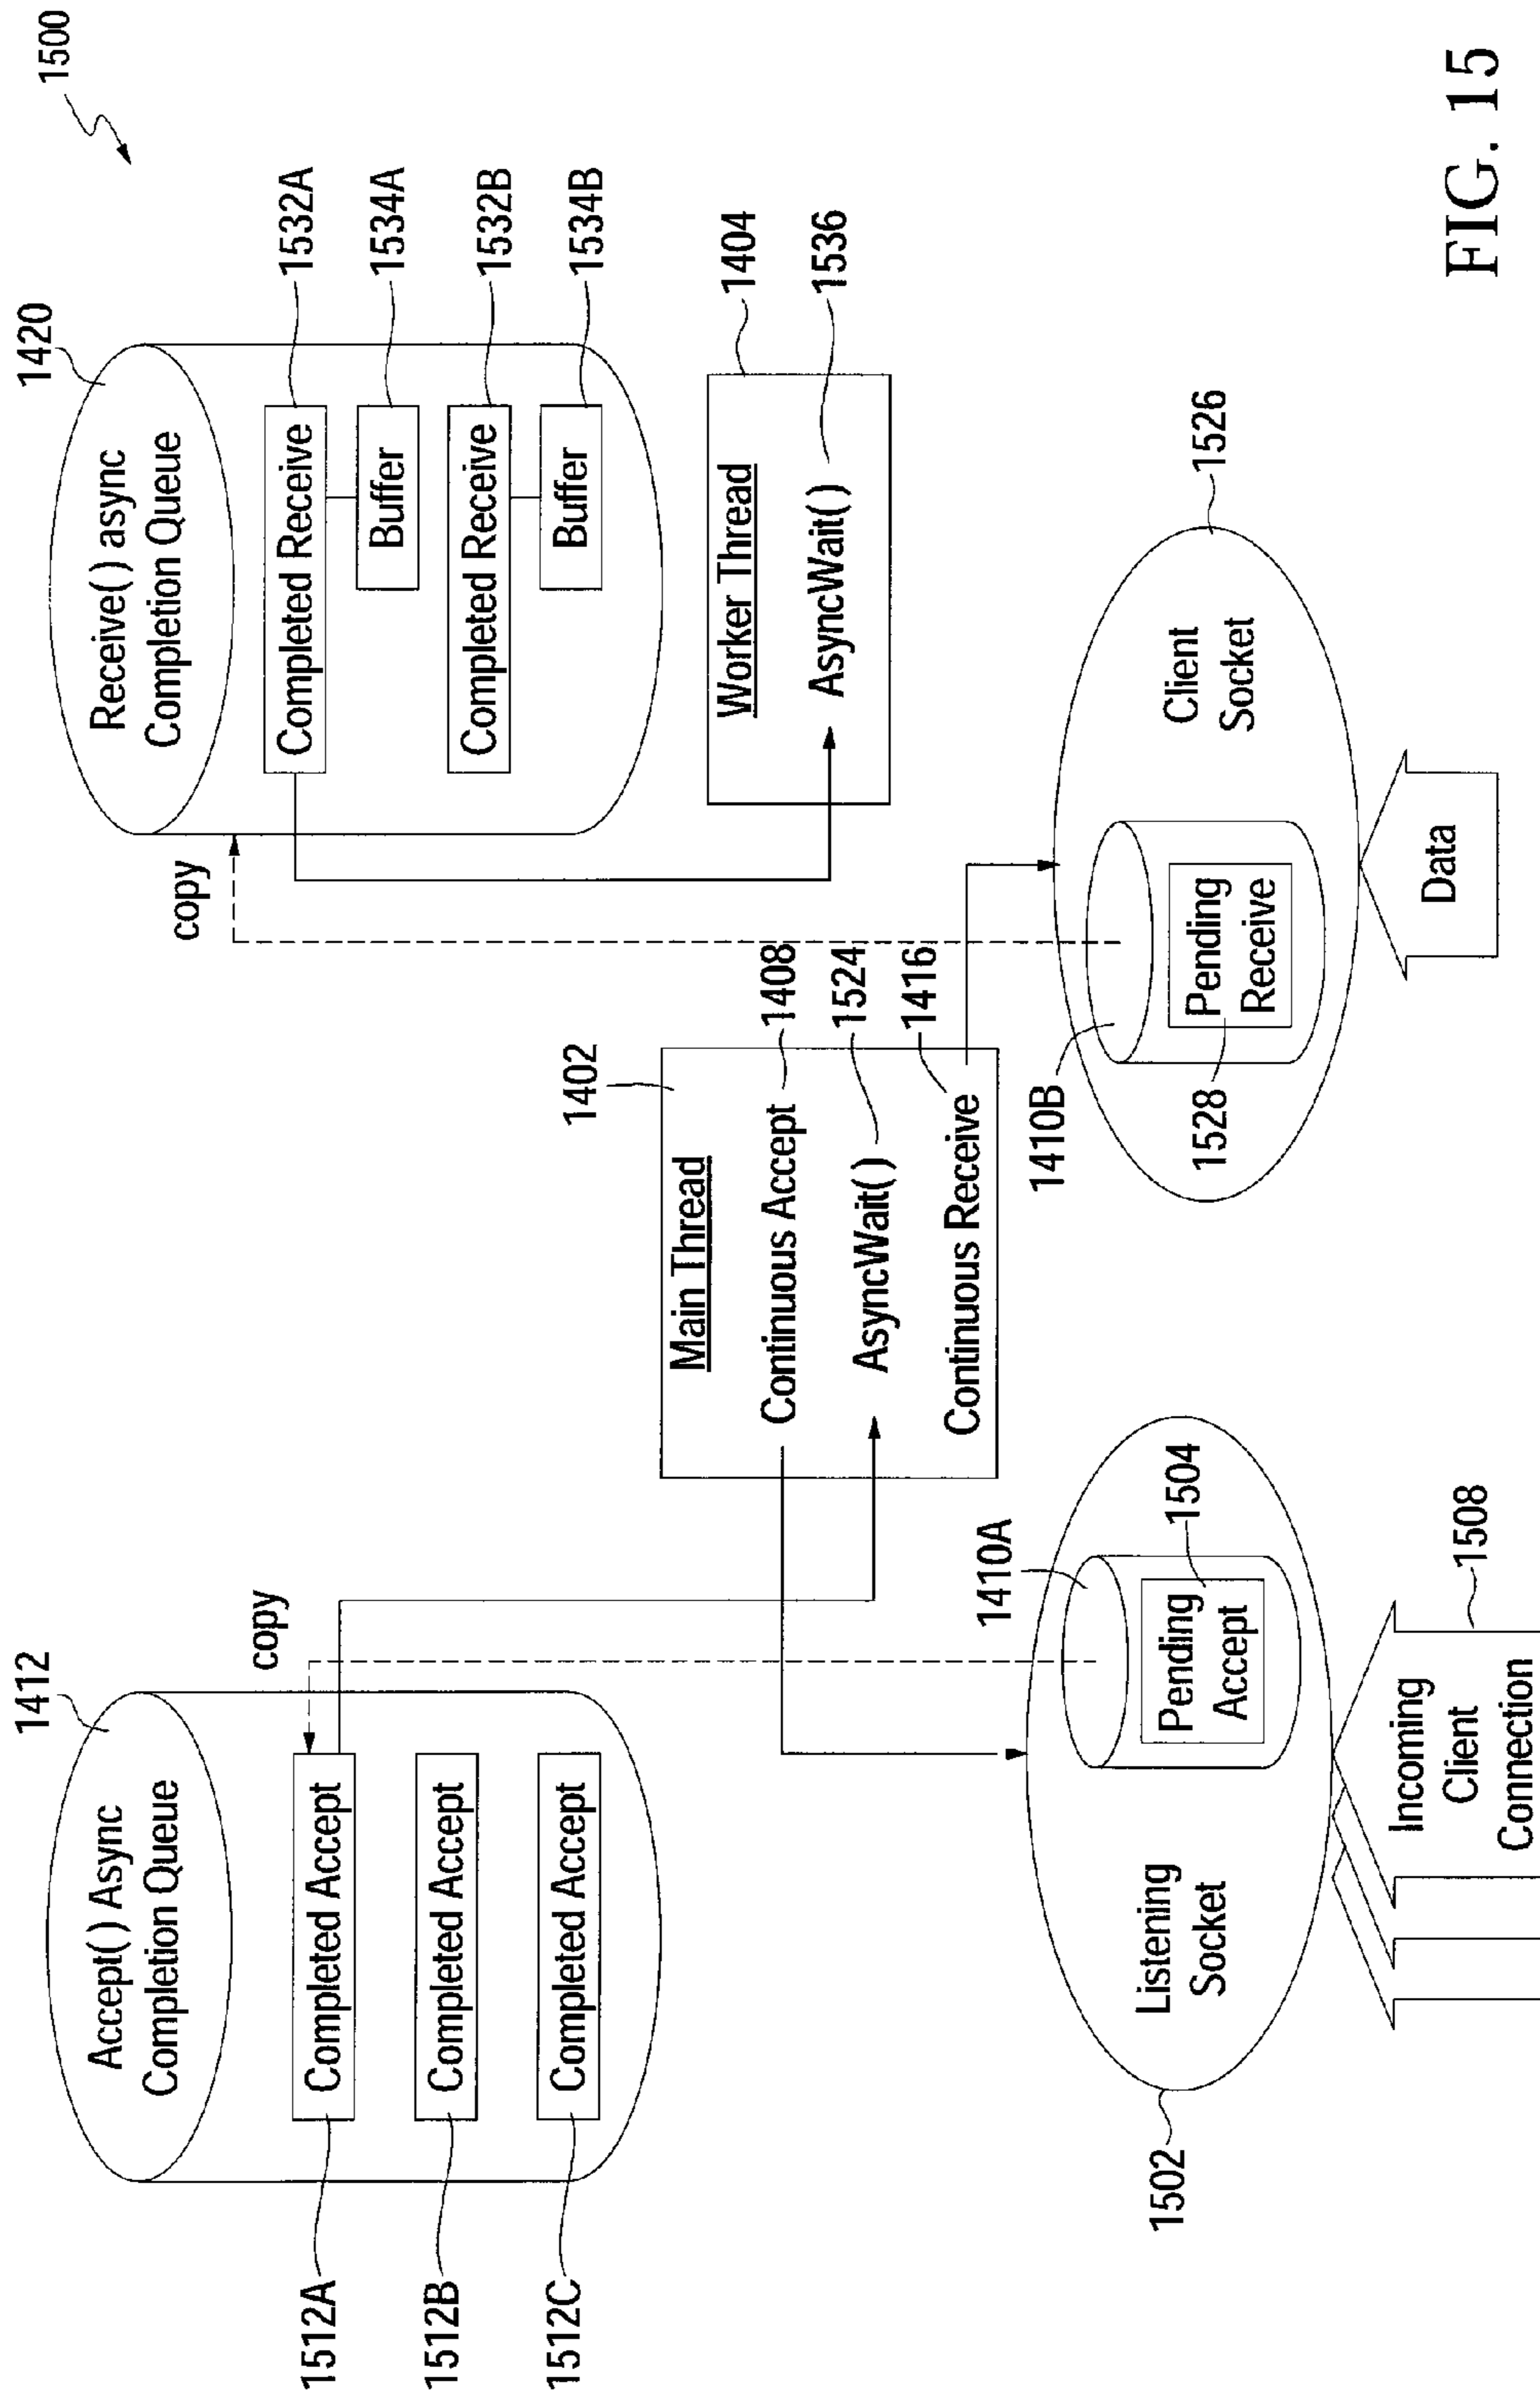 1500
1412
Accept( ) Async
Completion Queue
Completed Accept
Completed Accept
Completed Accept
1512A
1512B
1512C
copy
1420
Receive( ) async
Completion Queue
Completed Receive
Buffer
Completed Receive
Buffer
1532A
1534A
1532B
1534B
copy
1402
Main Thread
Continuous Accept
AsyncWait( )
Continuous Receive
1408
1524
1416
Worker Thread
AsyncWait( )
1404
1536
1502
Listening
Socket
1410A
Pending
Accept
1504
Incoming
Client
Connection
1508
1410B
1528
Pending
Receive
Client
Socket
1526
Data
FIG. 15